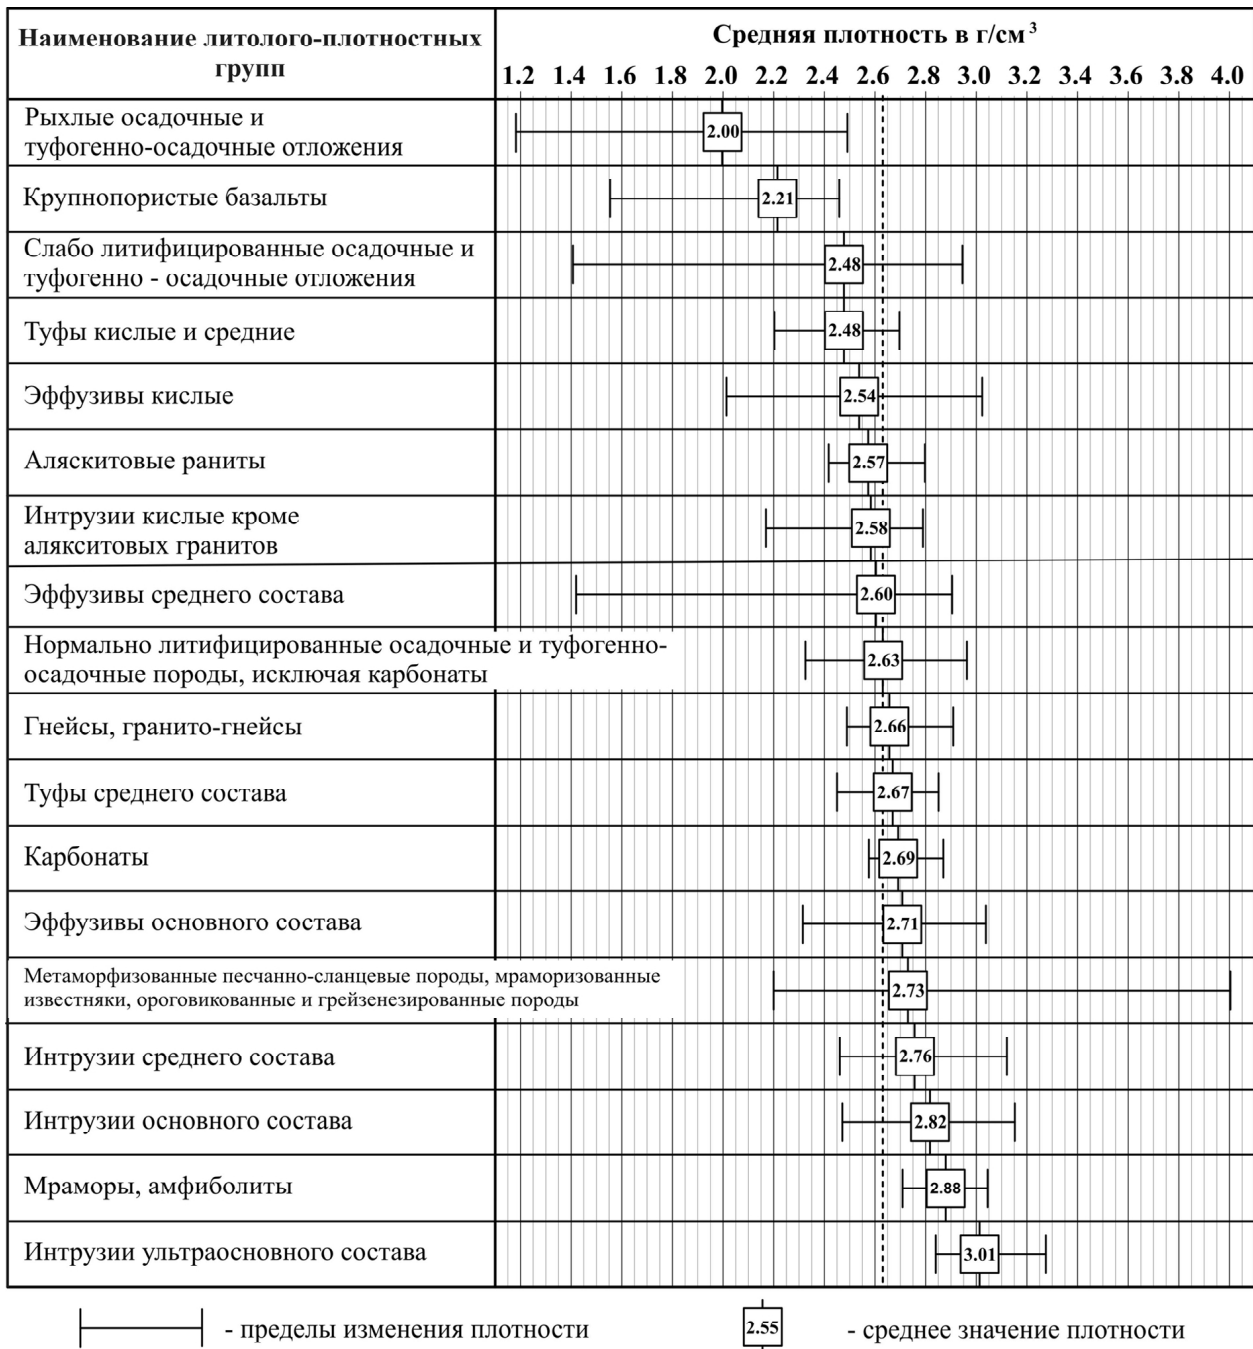 Наименование литолого-плотностных
групп
Средняя плотность в г/см³
1.2 1.4 1.6 1.8 2.0 2.2 2.4 2.6 2.8 3.0 3.2 3.4 3.6 3.8 4.0
Рыхлые осадочные и
туфогенно-осадочные отложения
2.00
Крупнопористые базальты
2.21
Слабо литифицированные осадочные и
туфогенно - осадочные отложения
2.48
Туфы кислые и средние
2.48
Эффузивы кислые
2.54
Аляскитовые раниты
2.57
Интрузии кислые кроме
алякситовых гранитов
2.58
Эффузивы среднего состава
2.60
Нормально литифицированные осадочные и туфогенно-
осадочные породы, исключая карбонаты
2.63
Гнейсы, гранито-гнейсы
2.66
Туфы среднего состава
2.67
Карбонаты
2.69
Эффузивы основного состава
2.71
Метаморфизованные песчанно-сланцевые породы, мраморизованные
известняки, ороговикованные и грейзенезированные породы
2.73
Интрузии среднего состава
2.76
Интрузии основного состава
2.82
Мраморы, амфиболиты
2.88
Интрузии ультраосновного состава
3.01
- пределы изменения плотности
2.55 - среднее значение плотности